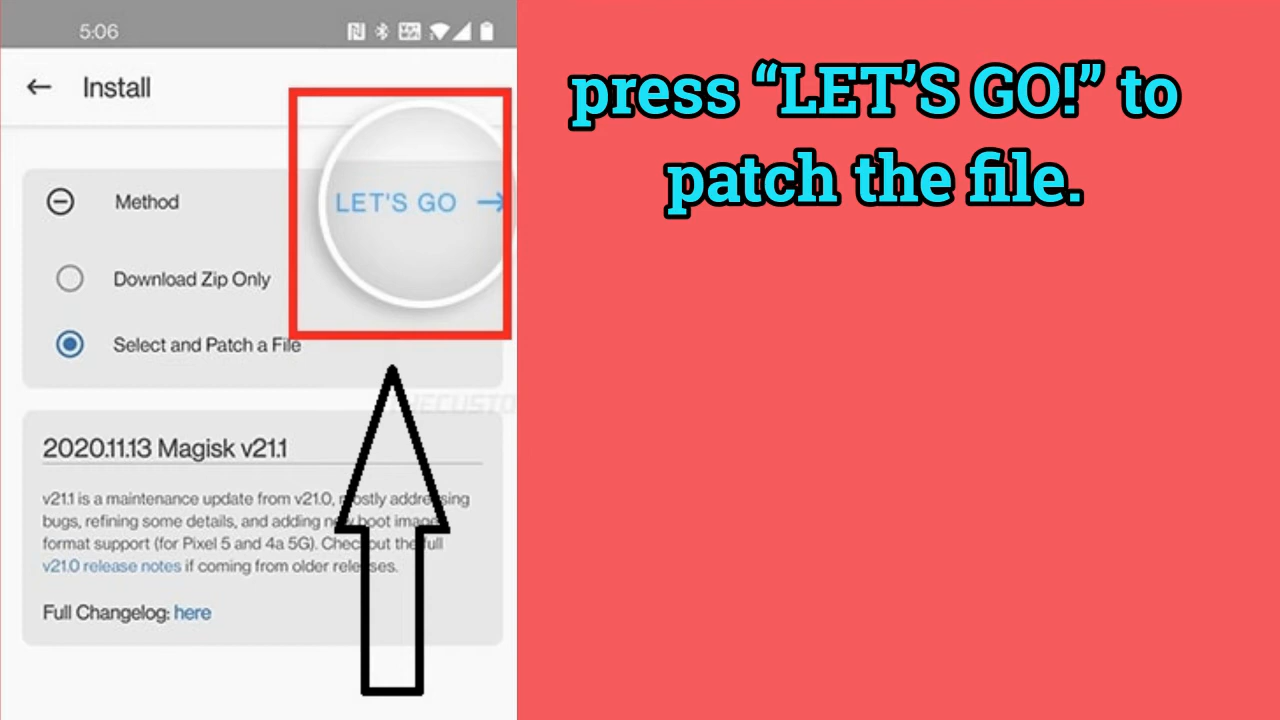 5:06
Install
Method
LET'S GO
Download Zip Only
Select and Patch a File
2020.11.13 Magisk v21.1
v21.1 is a maintenance update from v21.0, mostly addressing
bugs, refining some details, and adding new boot image
format support (for Pixel 5 and 4a 5G). Check out the full
v21.0 release notes if coming from older releases.
Full Changelog: here
press “LET’S GO!” to
patch the file.